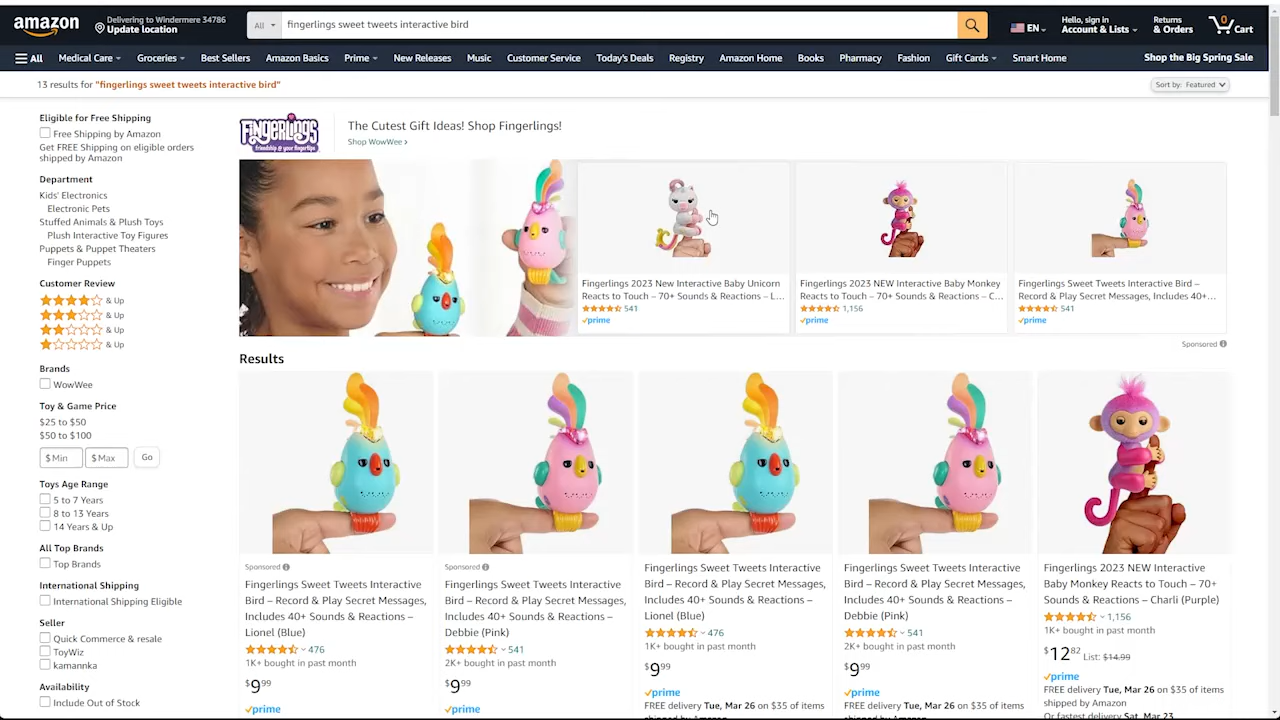 amazon
Delivering to Windermere 34786
Update location
All
fingerlings sweet tweets interactive bird
EN
Hello, sign in
Account & Lists
Returns
& Orders
0
Cart
All
Medical Care
Groceries
Best Sellers
Amazon Basics
Prime
New Releases
Music
Customer Service
Today's Deals
Registry
Amazon Home
Books
Pharmacy
Fashion
Gift Cards
Smart Home
Shop the Big Spring Sale
13 results for "fingerlings sweet tweets interactive bird"
Sort by: Featured
Eligible for Free Shipping
Free Shipping by Amazon
Get FREE Shipping on eligible orders
shipped by Amazon
Department
Kids' Electronics
Electronic Pets
Stuffed Animals & Plush Toys
Plush Interactive Toy Figures
Puppets & Puppet Theaters
Finger Puppets
Customer Review
& Up
& Up
& Up
& Up
Brands
WowWee
Toy & Game Price
$25 to $50
$50 to $100
$ Min
$ Max
Go
Toys Age Range
5 to 7 Years
8 to 13 Years
14 Years & Up
All Top Brands
Top Brands
International Shipping
International Shipping Eligible
Seller
Quick Commerce & resale
ToyWiz
kamannka
Availability
Include Out of Stock
FINGERLINGS
friendship @ your fingertips
The Cutest Gift Ideas! Shop Fingerlings!
Shop WowWee ›
Fingerlings 2023 New Interactive Baby Unicorn
Reacts to Touch – 70+ Sounds & Reactions – L...
541
prime
Fingerlings 2023 NEW Interactive Baby Monkey
Reacts to Touch – 70+ Sounds & Reactions – C...
1,156
prime
Fingerlings Sweet Tweets Interactive Bird –
Record & Play Secret Messages, Includes 40+...
541
prime
Sponsored
Results
Sponsored
Fingerlings Sweet Tweets Interactive
Bird – Record & Play Secret Messages,
Includes 40+ Sounds & Reactions –
Lionel (Blue)
476
1K+ bought in past month
$9.99
prime
Sponsored
Fingerlings Sweet Tweets Interactive
Bird – Record & Play Secret Messages,
Includes 40+ Sounds & Reactions –
Debbie (Pink)
541
2K+ bought in past month
$9.99
prime
Fingerlings Sweet Tweets Interactive
Bird – Record & Play Secret Messages,
Includes 40+ Sounds & Reactions –
Lionel (Blue)
476
1K+ bought in past month
$9.99
prime
FREE delivery Tue, Mar 26 on $35 of items
shipped by Amazon
Fingerlings Sweet Tweets Interactive
Bird – Record & Play Secret Messages,
Includes 40+ Sounds & Reactions –
Debbie (Pink)
541
2K+ bought in past month
$9.99
prime
FREE delivery Tue, Mar 26 on $35 of items
shipped by Amazon
Fingerlings 2023 NEW Interactive
Baby Monkey Reacts to Touch – 70+
Sounds & Reactions – Charli (Purple)
1,156
1K+ bought in past month
$12.82 List: $14.99
prime
FREE delivery Tue, Mar 26 on $35 of items
shipped by Amazon
Or fastest delivery Sat, Mar 23